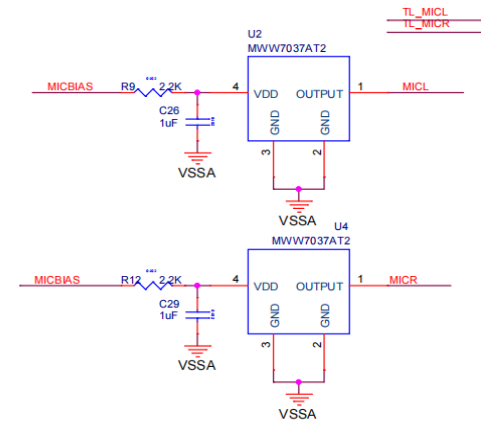 TL_MICL
TL_MICR
U2
MWW7037AT2
MICBIAS R9 2.2K 4 VDD OUTPUT 1 MICL
C26
1uF
GND GND
3 2
VSSA
VSSA
U4
MWW7037AT2
MICBIAS R12 2.2K 4 VDD OUTPUT 1 MICR
C29
1uF
GND GND
3 2
VSSA
VSSA